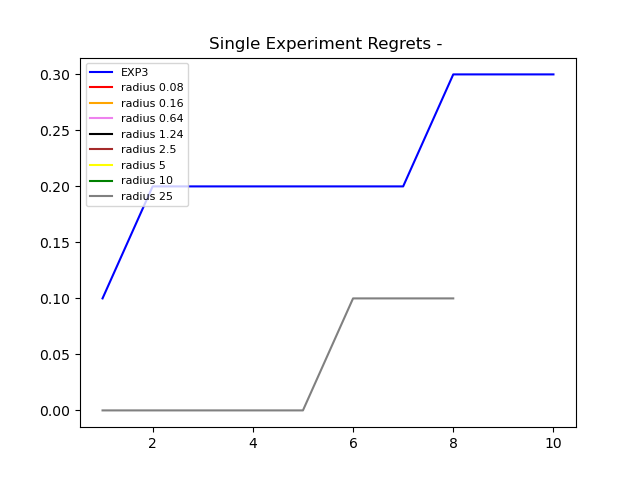 Single Experiment Regrets -
EXP3
radius 0.08
radius 0.16
radius 0.64
radius 1.24
radius 2.5
radius 5
radius 10
radius 25
0.30
0.25
0.20
0.15
0.10
0.05
0.00
2 4 6 8 10